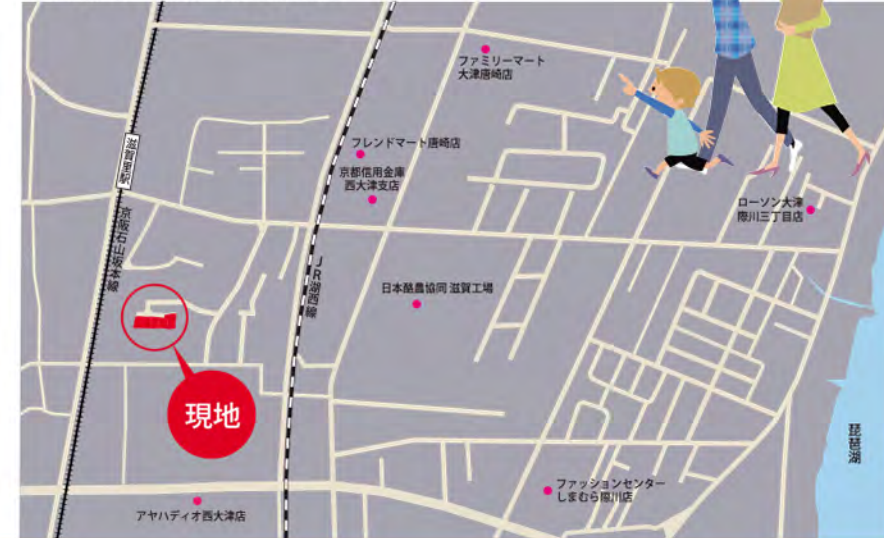 ファミリーマート
大津唐崎店
フレンドマート唐崎店
京都信用金庫
西大津支店
滋賀里駅
ローソン大津
際川三丁目店
京阪石山坂本線
JR湖西線
日本酪農協同 滋賀工場
現地
琵琶湖
ファッションセンター
しまむら際川店
アヤハディオ西大津店